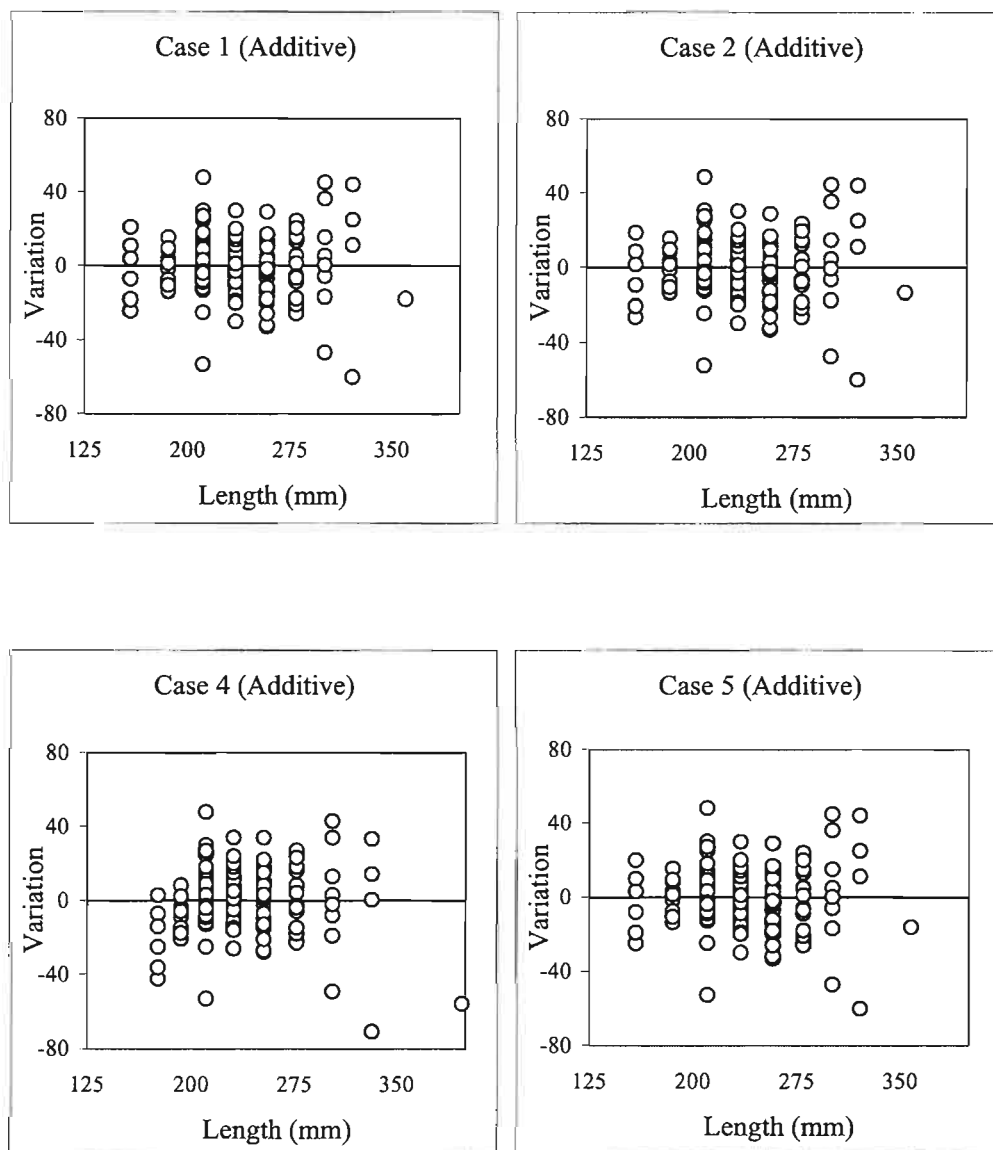 Case 1 (Additive)
80
40
0
-40
-80
Variation
125 200 275 350
Length (mm)
Case 2 (Additive)
80
40
0
-40
-80
Variation
125 200 275 350
Length (mm)
Case 4 (Additive)
80
40
0
-40
-80
Variation
125 200 275 350
Length (mm)
Case 5 (Additive)
80
40
0
-40
-80
Variation
125 200 275 350
Length (mm)